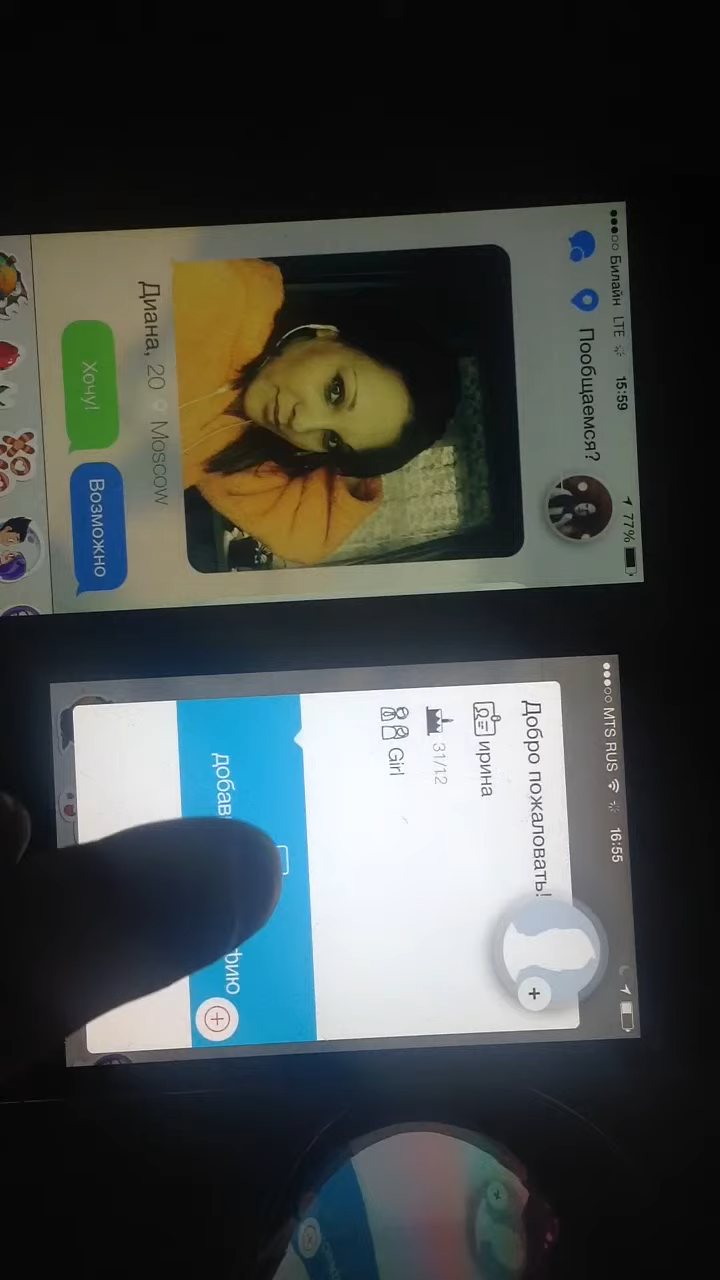 Билайн LTE 15:59 77%
Пообщаемся?
Диана, 20 Moscow
Хочу!
Возможно
MTS RUS 16:55
Добро пожаловать!
ирина
31/12
Girl